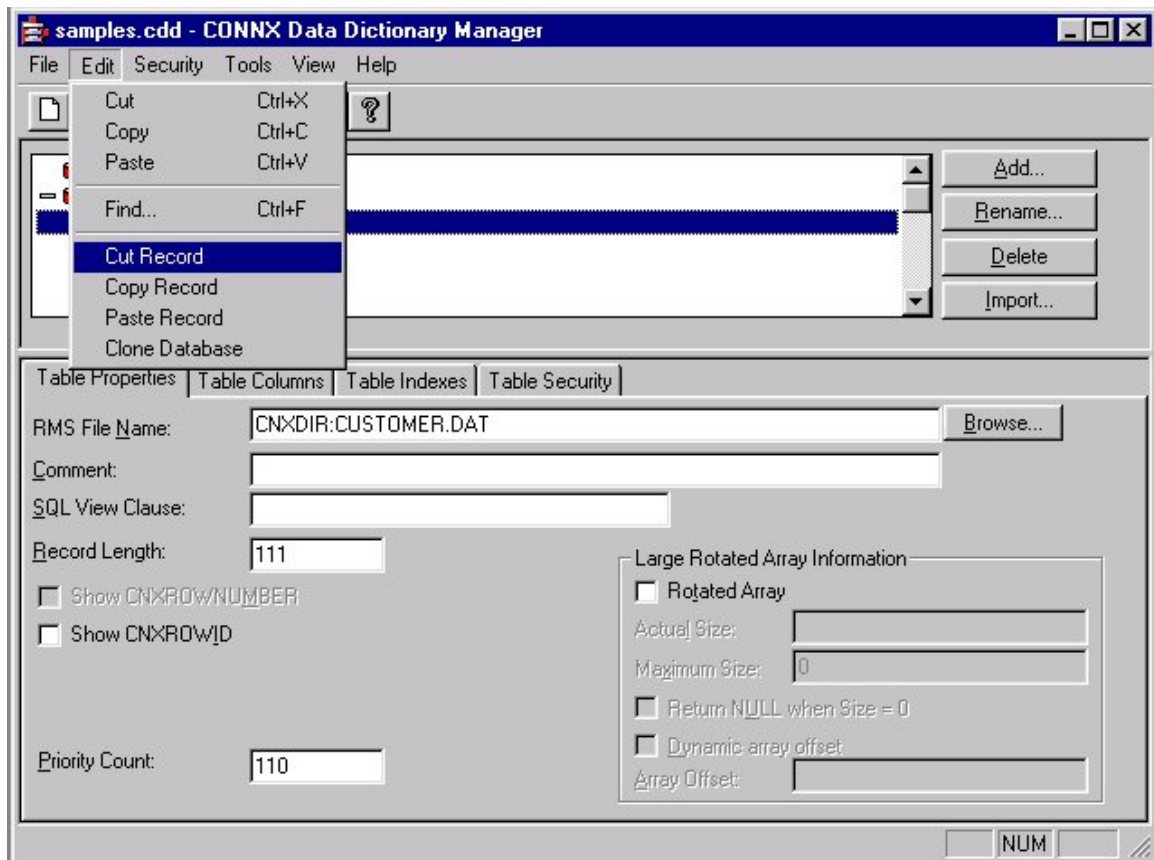 samples.cdd - CONNX Data Dictionary Manager
File Edit Security Tools View Help
Cut Ctrl+X
Copy Ctrl+C
Paste Ctrl+V
Find... Ctrl+F
Cut Record
Copy Record
Paste Record
Clone Database
Add...
Rename...
Delete
Import...
Table Properties Table Columns Table Indexes Table Security
RMS File Name: CNXDIR:CUSTOMER.DAT Browse...
Comment:
SQL View Clause:
Record Length: 111
Show CNXROWNUMBER
Show CNXROWID
Priority Count: 110
Large Rotated Array Information
Rotated Array
Actual Size:
Maximum Size: 0
Return NULL when Size = 0
Dynamic array offset
Array Offset:
NUM